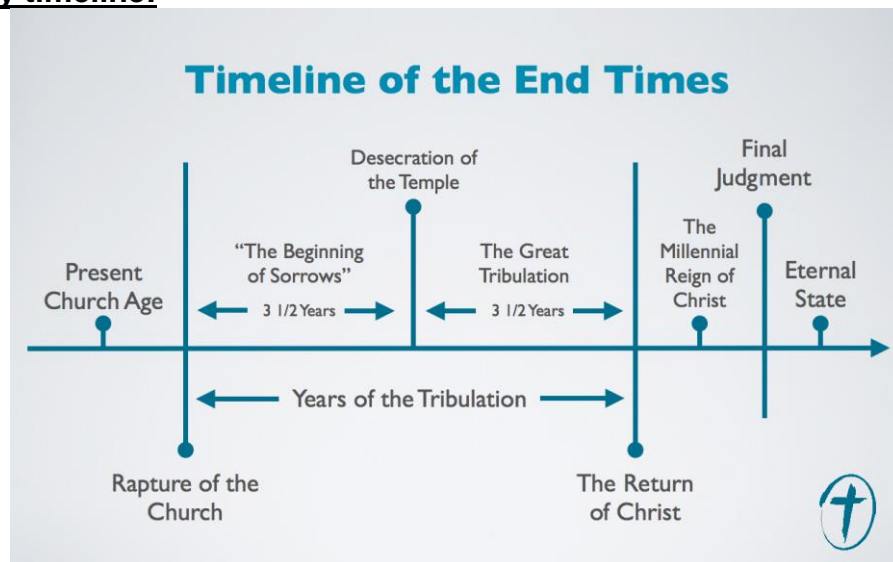 y timeline:
Timeline of the End Times
Present
Church Age
Rapture of the
Church
“The Beginning
of Sorrows”
3 1/2 Years
Desecration of
the Temple
The Great
Tribulation
3 1/2 Years
Years of the Tribulation
The Return
of Christ
The
Millennial
Reign of
Christ
Final
Judgment
Eternal
State